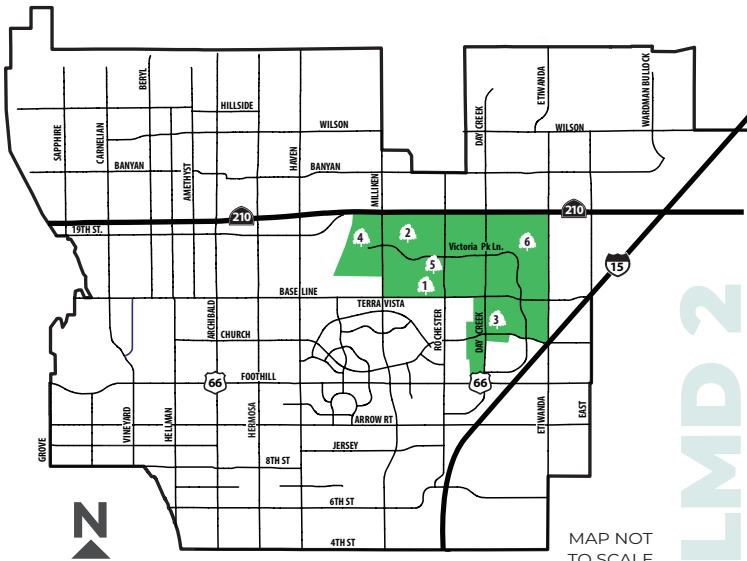 BERYL
ETIWANDA
WARDMAN BULLOCK
HILLSIDE
DAY CREEK
WILSON
WILSON
SAPPHIRE
CARNELIAN
HAVEN
BANYAN
BANYAN
AMETHYST
MILLIKEN
210
210
19TH ST.
4
2
6
Victoria Pk Ln.
5
15
1
BASE LINE
TERRA VISTA
ARCHIBALD
ROCHESTER
DAY CREEK
3
CHURCH
FOOTHILL
66
66
VINEYARD
HELLMAN
HERMOSA
ARROW RT
ETIWANDA
EAST
GROVE
JERSEY
8TH ST
6TH ST
4TH ST
N
MAP NOT
TO SCALE
LMD 2